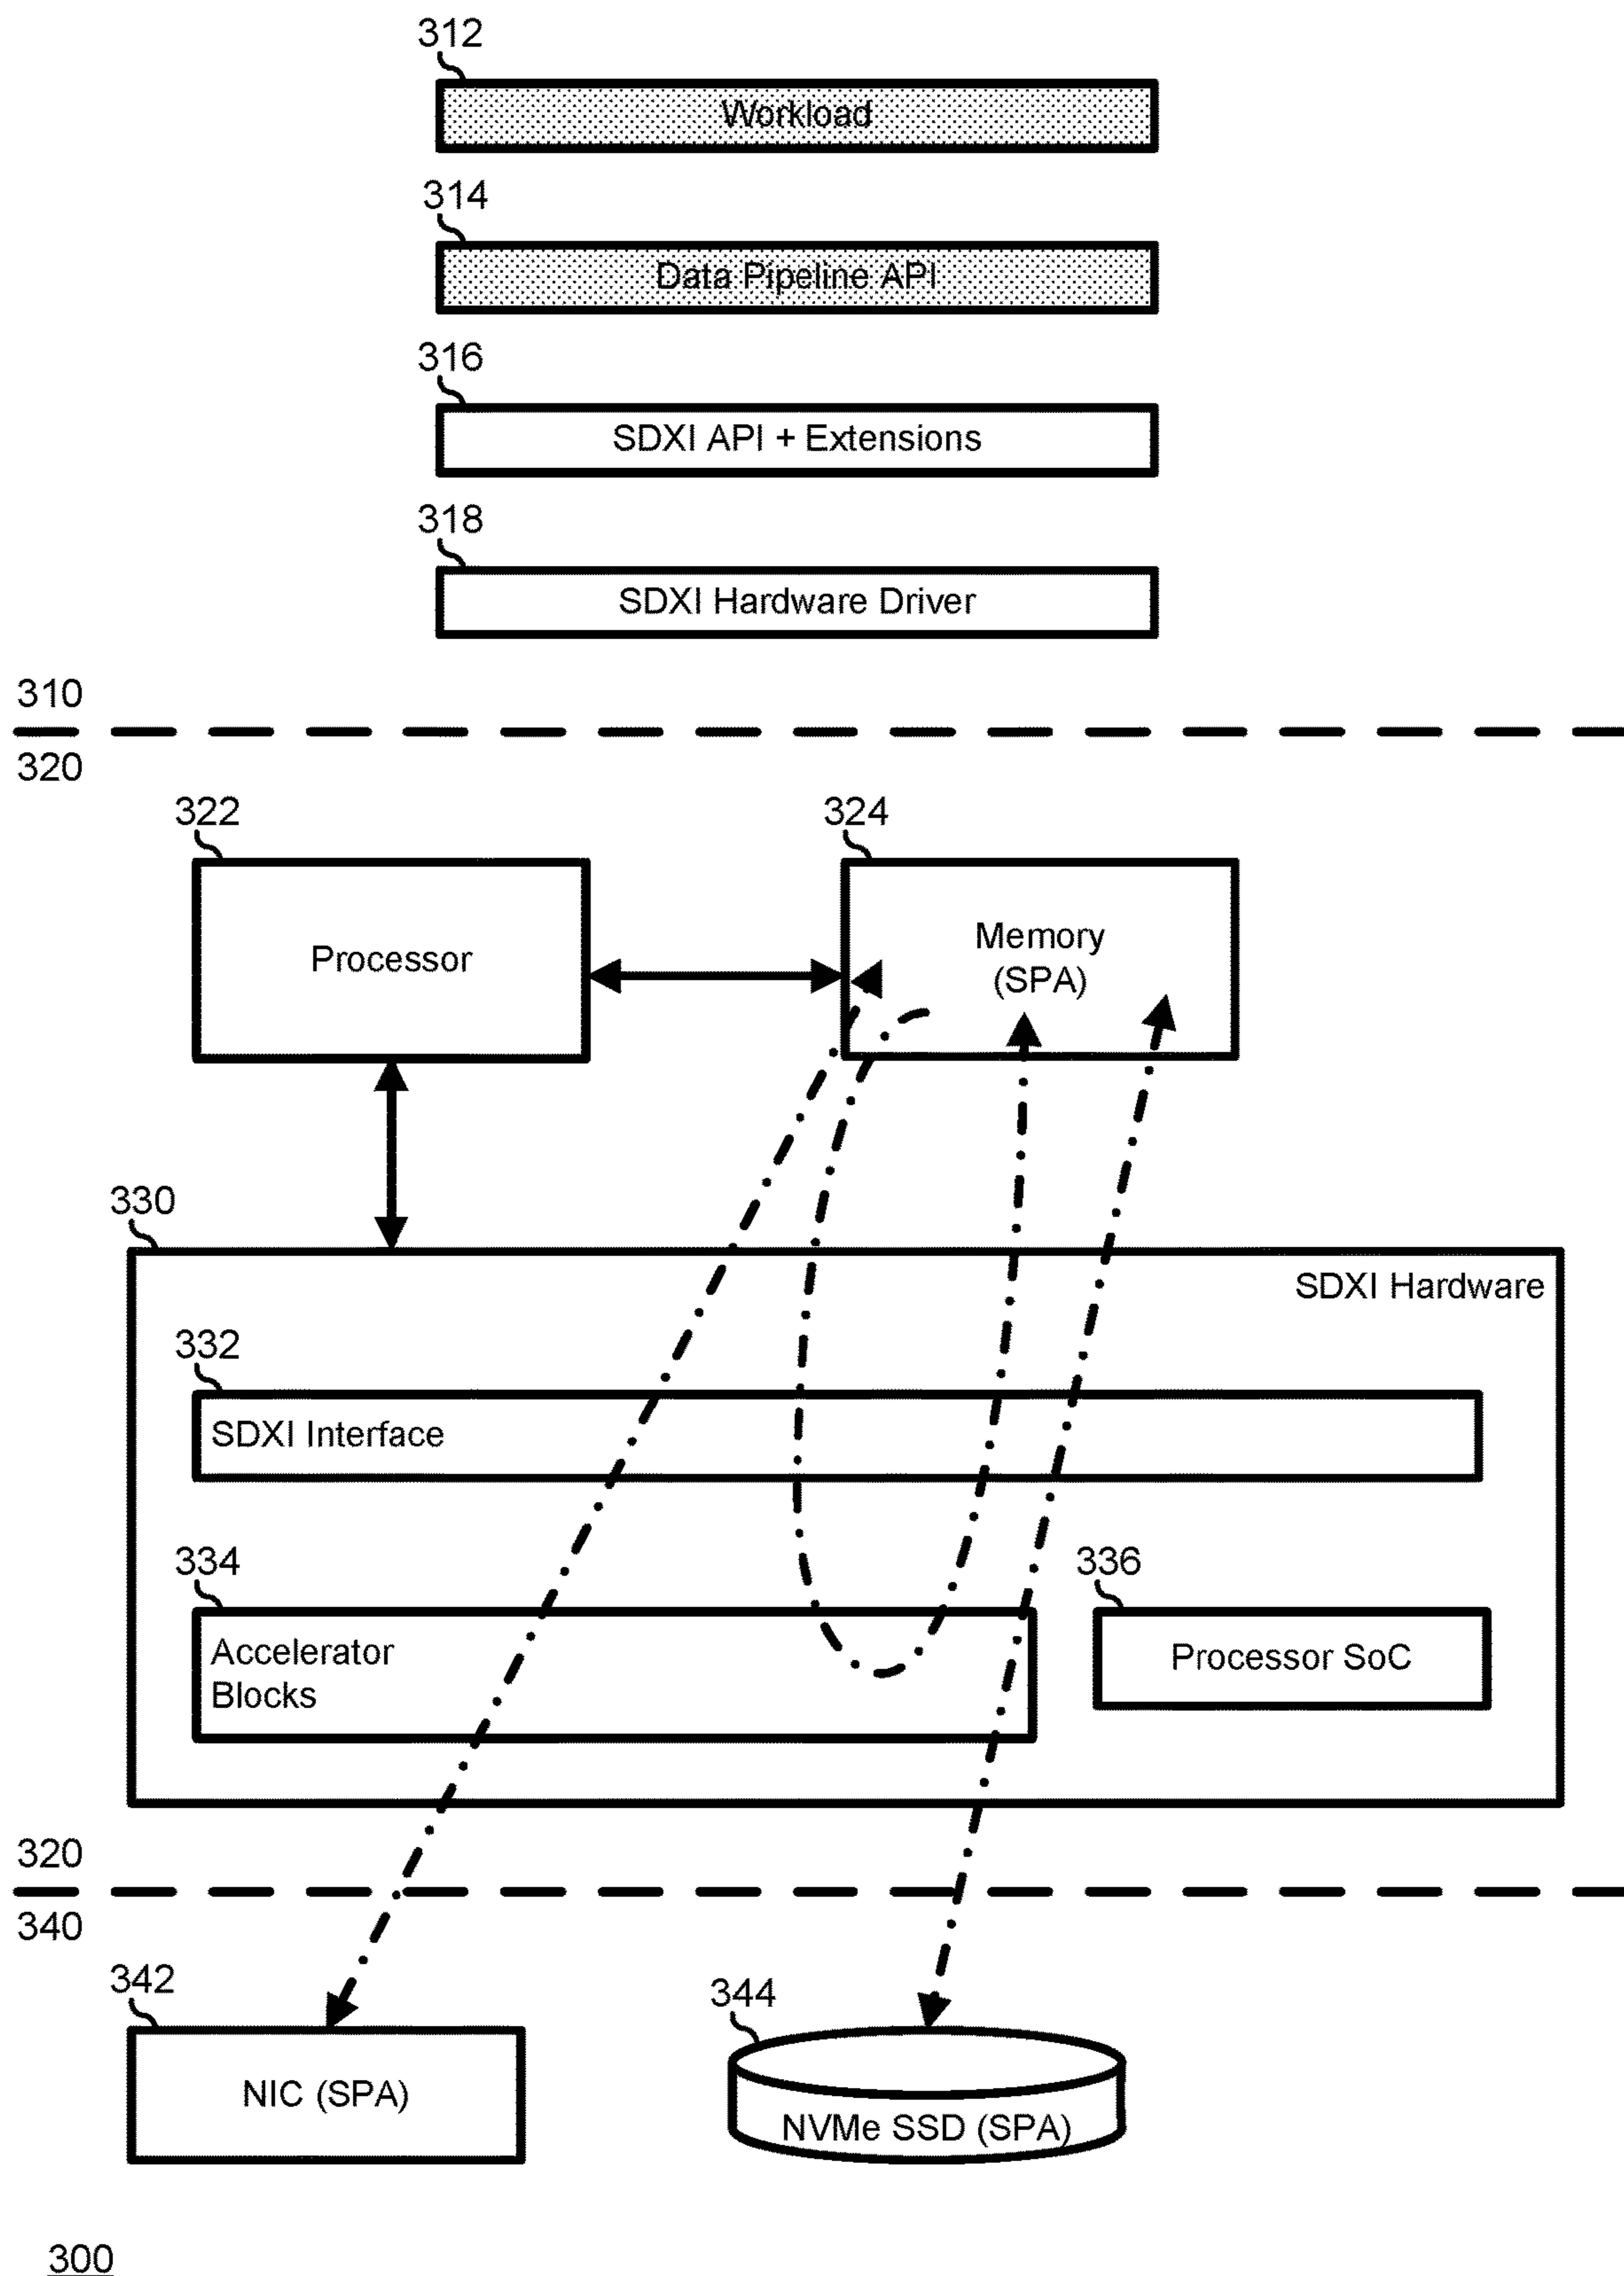 312
Workload
314
Data Pipeline API
316
SDXI API + Extensions
318
SDXI Hardware Driver
310
320
322
324
Processor
Memory
(SPA)
330
SDXI Hardware
332
SDXI Interface
334
336
Accelerator
Blocks
Processor SoC
320
340
342
344
NIC (SPA)
NVMe SSD (SPA)
300